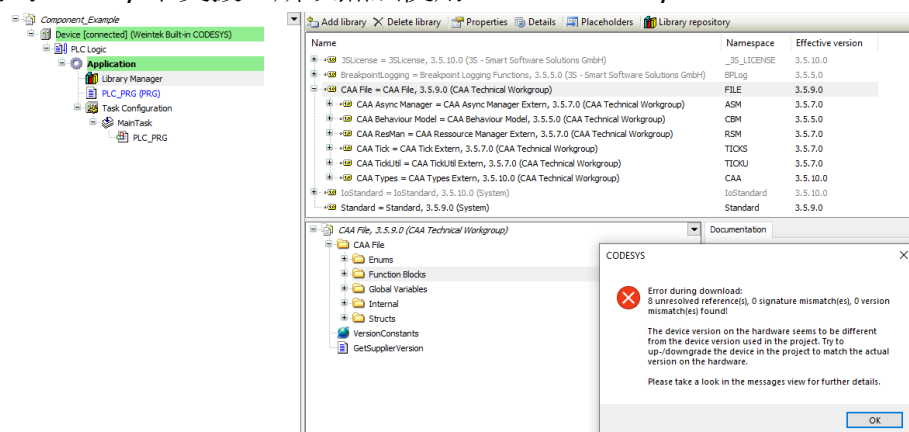 Component_Example
Device [connected] (Weintek Built-in CODESYS)
PLC Logic
Application
Library Manager
PLC_PRG (PRG)
Task Configuration
MainTask
PLC_PRG
Add library Delete library Properties Details Placeholders Library repository
Name Namespace Effective version
3SLicense = 3SLicense, 3.5.10.0 (3S - Smart Software Solutions GmbH) _3S_LICENSE 3.5.10.0
BreakpointLogging = Breakpoint Logging Functions, 3.5.5.0 (3S - Smart Software Solutions GmbH) BPLog 3.5.5.0
CAA File = CAA File, 3.5.9.0 (CAA Technical Workgroup) FILE 3.5.9.0
CAA Async Manager = CAA Async Manager Extern, 3.5.7.0 (CAA Technical Workgroup) ASM 3.5.7.0
CAA Behaviour Model = CAA Behaviour Model, 3.5.5.0 (CAA Technical Workgroup) CBM 3.5.5.0
CAA ResMan = CAA Ressource Manager Extern, 3.5.7.0 (CAA Technical Workgroup) RSM 3.5.7.0
CAA Tick = CAA Tick Extern, 3.5.7.0 (CAA Technical Workgroup) TICKS 3.5.7.0
CAA TickUtil = CAA TickUtil Extern, 3.5.7.0 (CAA Technical Workgroup) TICKU 3.5.7.0
CAA Types = CAA Types Extern, 3.5.10.0 (CAA Technical Workgroup) CAA 3.5.10.0
IoStandard = IoStandard, 3.5.10.0 (System) IoStandard 3.5.10.0
Standard = Standard, 3.5.9.0 (System) Standard 3.5.9.0
CAA File, 3.5.9.0 (CAA Technical Workgroup)
CAA File
Enums
Function Blocks
Global Variables
Internal
Structs
VersionConstants
GetSupplierVersion
Documentation
CODESYS
Error during download:
8 unresolved reference(s), 0 signature mismatch(es), 0 version
mismatch(es) found!
The device version on the hardware seems to be different
from the device version used in the project. Try to
up-/downgrade the device in the project to match the actual
version on the hardware.
Please take a look in the messages view for further details.
OK